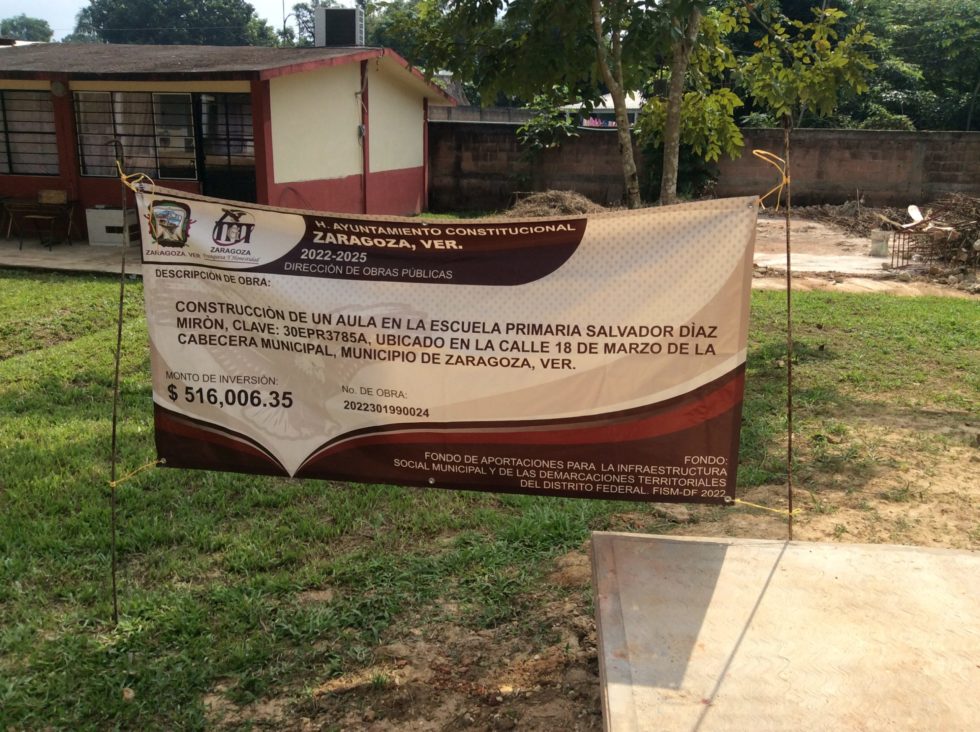 ZARAGOZA, VER.
ZARAGOZA
H. AYUNTAMIENTO CONSTITUCIONAL
ZARAGOZA, VER.
2022-2025
DIRECCIÓN DE OBRAS PÚBLICAS
DESCRIPCIÓN DE OBRA:
CONSTRUCCIÒN DE UN AULA EN LA ESCUELA PRIMARIA SALVADOR DÌAZ
MIRÒN, CLAVE: 30EPR3785A, UBICADO EN LA CALLE 18 DE MARZO DE LA
CABECERA MUNICIPAL, MUNICIPIO DE ZARAGOZA, VER.
MONTO DE INVERSIÓN:
$ 516,006.35
No. DE OBRA:
2022301990024
FONDO:
FONDO DE APORTACIONES PARA LA INFRAESTRUCTURA
SOCIAL MUNICIPAL Y DE LAS DEMARCACIONES TERRITORIALES
DEL DISTRITO FEDERAL. FISM-DF 2022